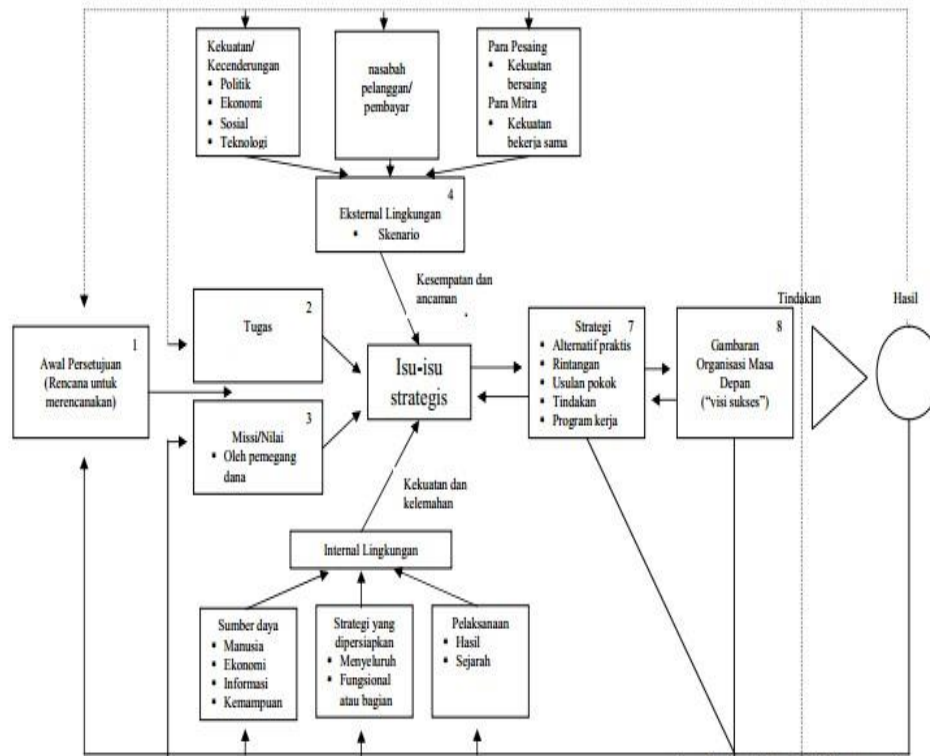 Kekuatan/
Kecenderungan
▪ Politik
▪ Ekonomi
▪ Sosial
▪ Teknologi
nasabah
pelanggan/
pembayar
Para Pesaing
▪ Kekuatan
bersaing
Para Mitra
▪ Kekuatan
bekerja sama
4
Eksternal Lingkungan
▪ Skenario
Kesempatan dan
ancaman
1
Awal Persetujuan
(Rencana untuk
merencanakan)
2
Tugas
3
Missi/Nilai
▪ Oleh pemegang
dana
Isu-isu
strategis
Strategi 7
▪ Alternatif praktis
▪ Rintangan
▪ Usulan pokok
▪ Tindakan
▪ Program kerja
8
Gambaran
Organisasi Masa
Depan
(“visi sukses”)
Tindakan
Hasil
Kekuatan dan
kelemahan
Internal Lingkungan
Sumber daya
▪ Manusia
▪ Ekonomi
▪ Informasi
▪ Kemampuan
Strategi yang
dipersiapkan
▪ Menyeluruh
▪ Fungsional
atau bagian
Pelaksanaan
▪ Hasil
▪ Sejarah